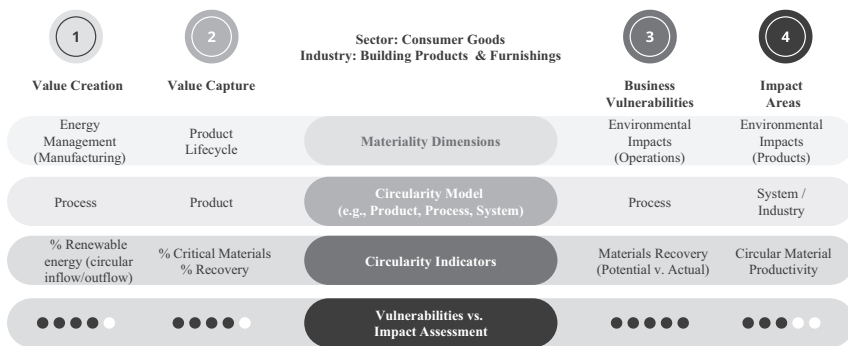 1
2
Sector: Consumer Goods
Industry: Building Products & Furnishings
3
4
Value Creation
Value Capture
Business
Vulnerabilities
Impact
Areas
Energy
Management
(Manufacturing)
Product
Lifecycle
Materiality Dimensions
Environmental
Impacts
(Operations)
Environmental
Impacts
(Products)
Process
Product
Circularity Model
(e.g., Product, Process, System)
Process
System /
Industry
% Renewable
energy (circular
inflow/outflow)
% Critical Materials
% Recovery
Circularity Indicators
Materials Recovery
(Potential v. Actual)
Circular Material
Productivity
Vulnerabilities vs.
Impact Assessment